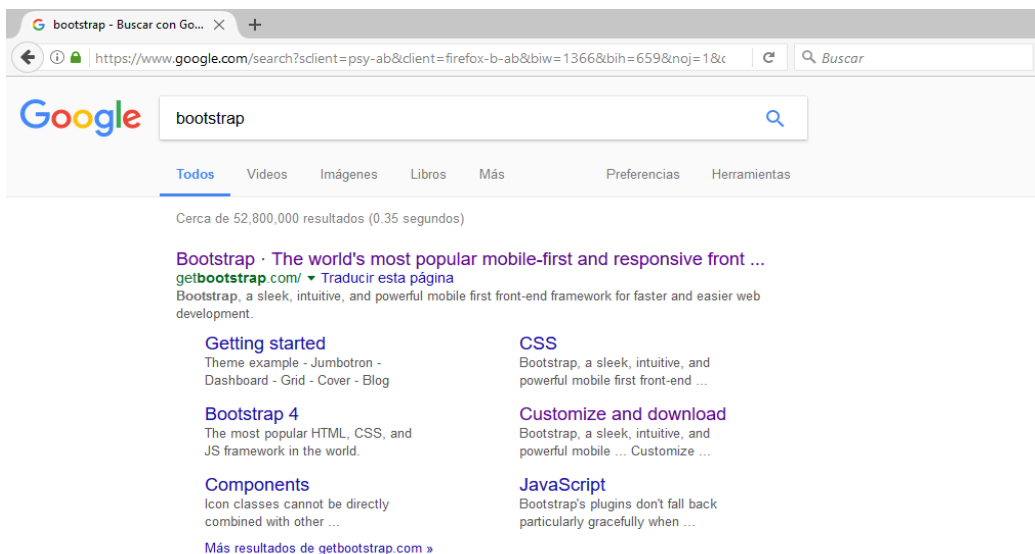 bootstrap - Buscar con Go...
https://www.google.com/search?sclient=psy-ab&client=firefox-b-ab&biw=1366&bih=659&noj=1&
Buscar
Google
bootstrap
Todos Videos Imágenes Libros Más Preferencias Herramientas
Cerca de 52,800,000 resultados (0.35 segundos)
Bootstrap · The world's most popular mobile-first and responsive front ...
getbootstrap.com/ Traducir esta página
Bootstrap, a sleek, intuitive, and powerful mobile first front-end framework for faster and easier web
development.
Getting started
Theme example - Jumbotron -
Dashboard - Grid - Cover - Blog
CSS
Bootstrap, a sleek, intuitive, and
powerful mobile first front-end ...
Bootstrap 4
The most popular HTML, CSS, and
JS framework in the world.
Customize and download
Bootstrap, a sleek, intuitive, and
powerful mobile ... Customize ...
Components
Icon classes cannot be directly
combined with other ...
JavaScript
Bootstrap's plugins don't fall back
particularly gracefully when ...
Más resultados de getbootstrap.com »